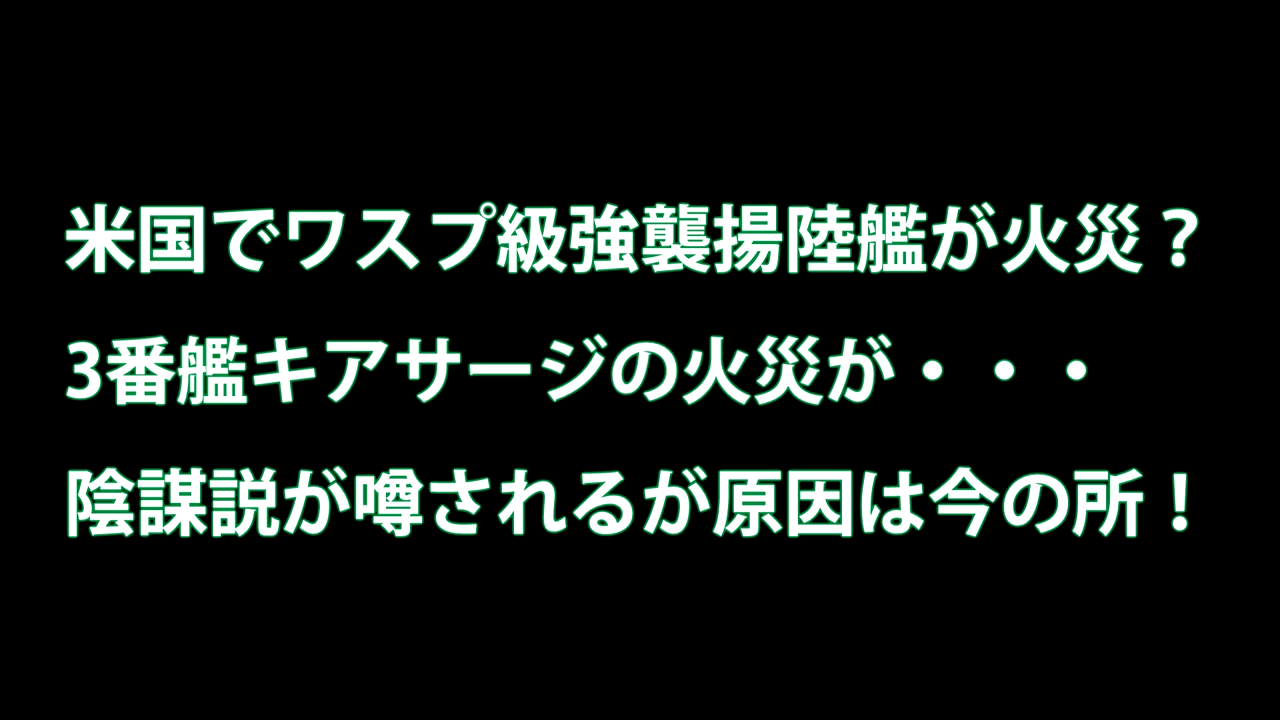 米国でワスプ級強襲揚陸艦が火災？
3番艦キアサージの火災が・・・
陰謀説が噂されるが原因は今の所！